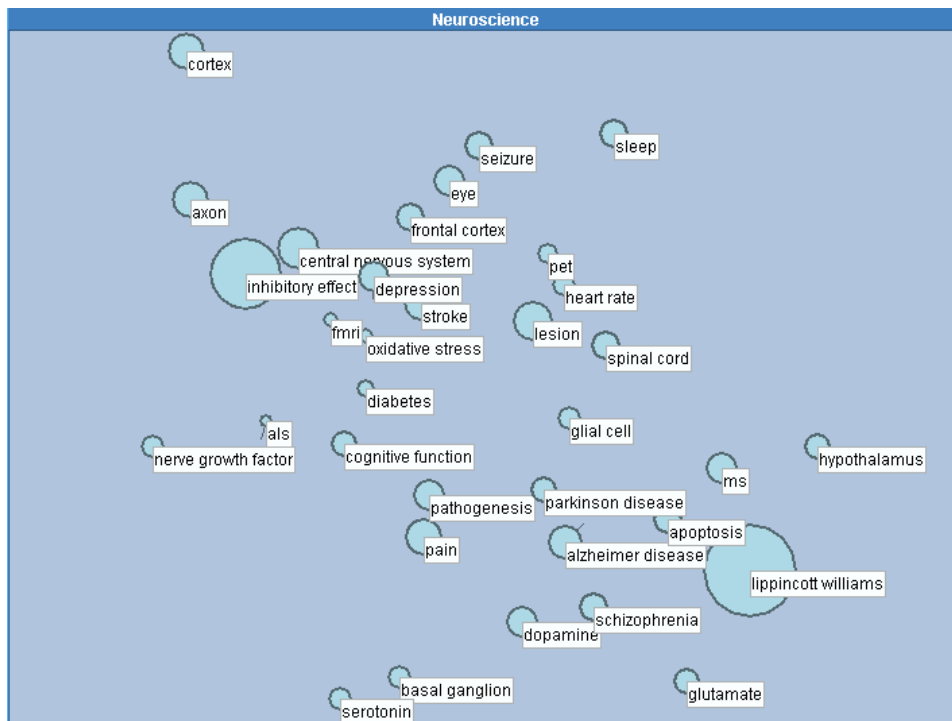 Neuroscience
cortex
sleep
seizure
eye
axon
frontal cortex
central nervous system
pet
inhibitory effect
depression
heart rate
stroke
fmri
lesion
oxidative stress
spinal cord
diabetes
glial cell
als
nerve growth factor
cognitive function
hypothalamus
ms
pathogenesis
parkinson disease
apoptosis
pain
alzheimer disease
lippincott williams
schizophrenia
dopamine
basal ganglion
glutamate
serotonin